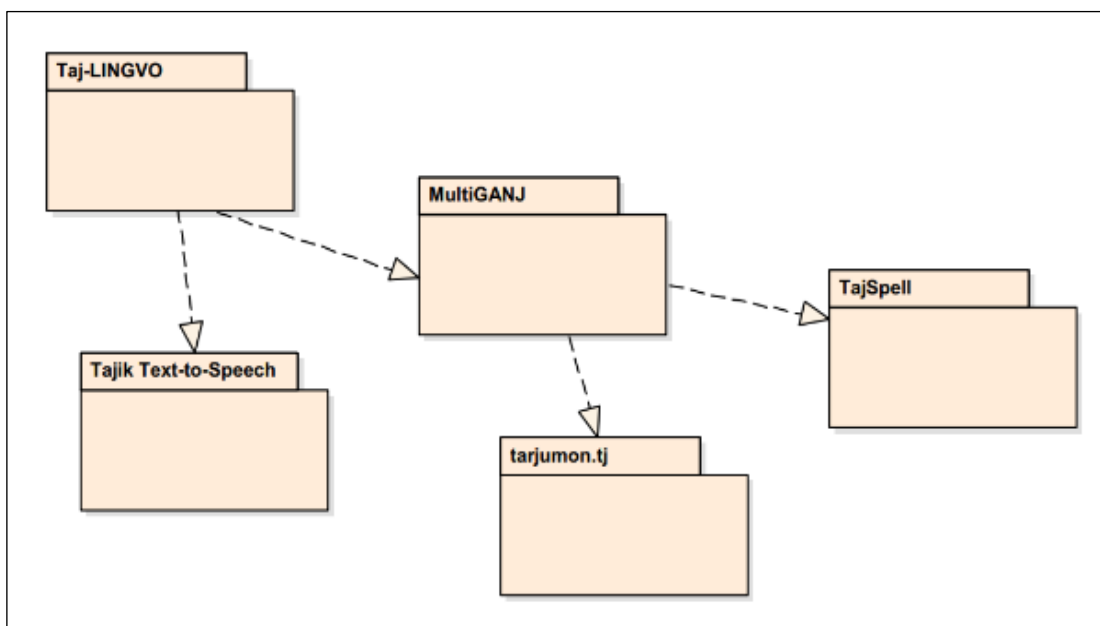 Taj-LINGVO
MultiGANJ
TajSpell
Tajik Text-to-Speech
tarjumon.tj